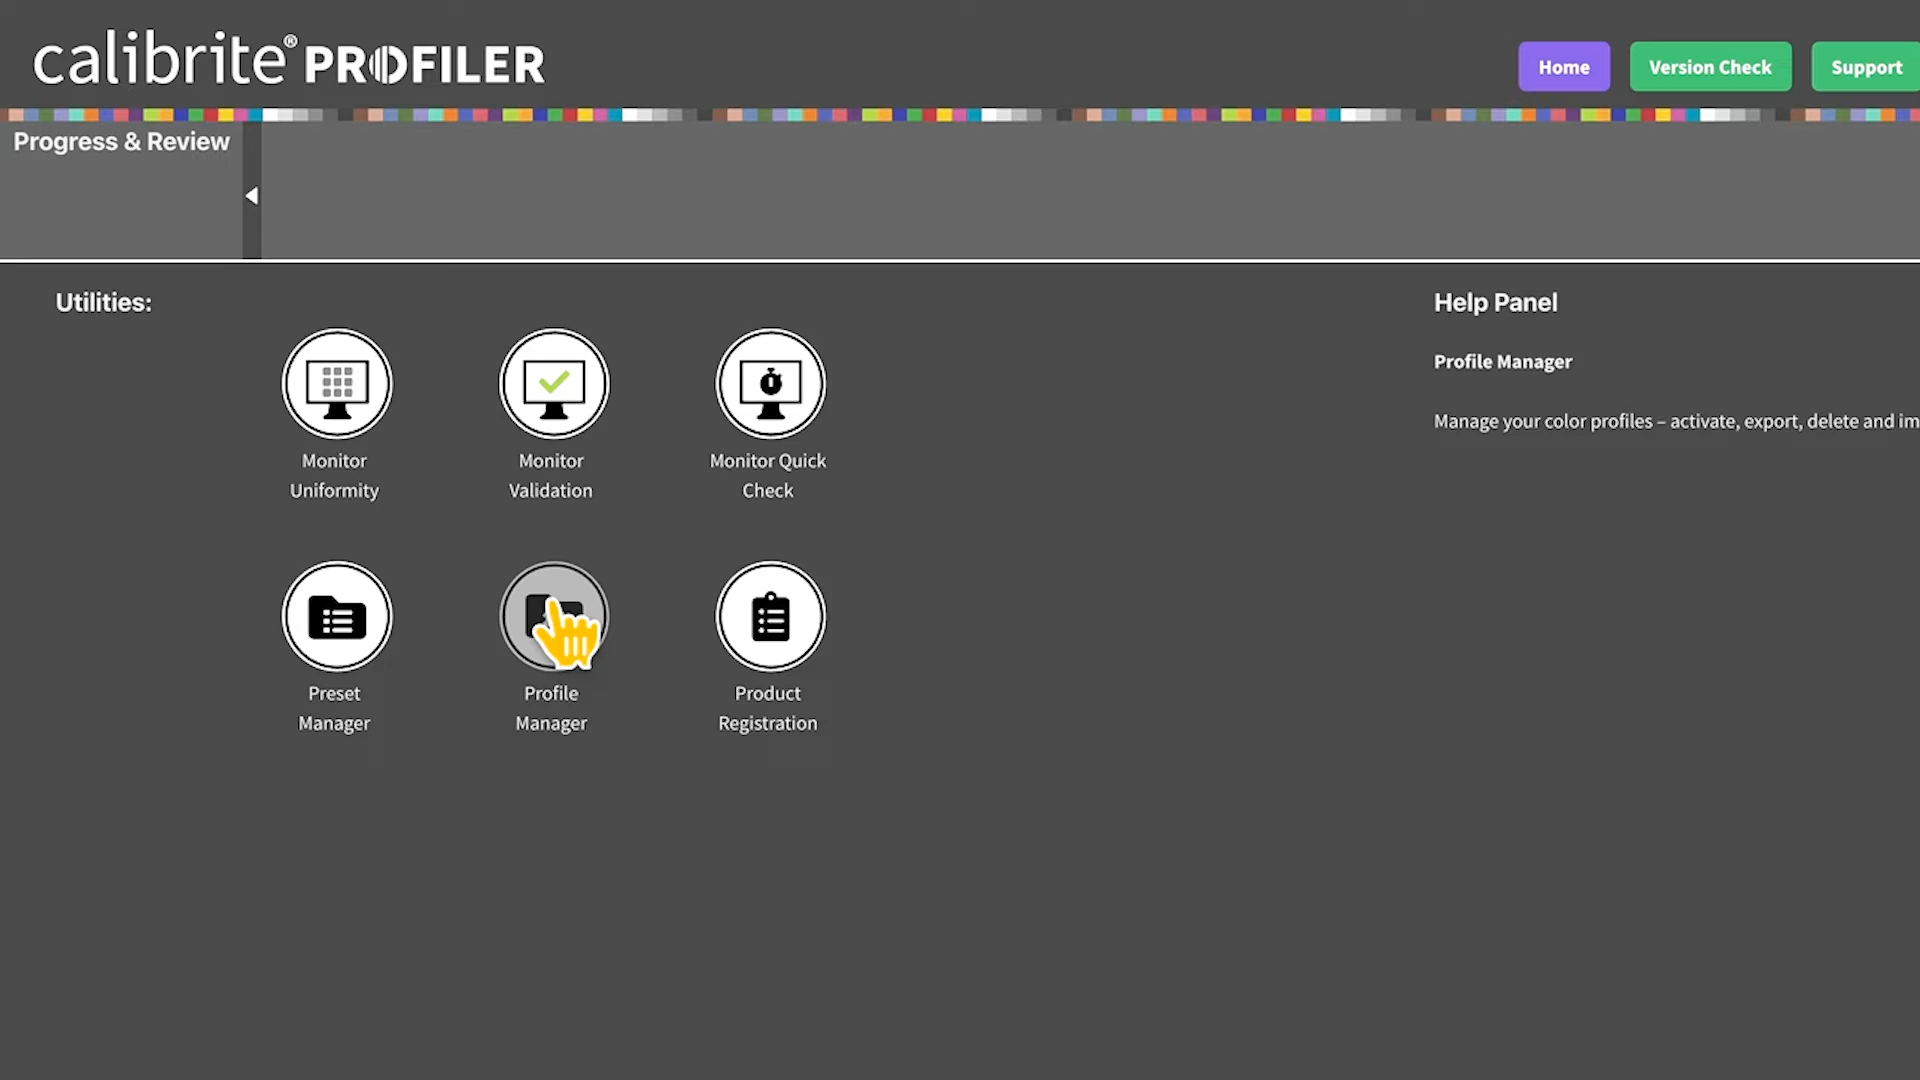 calibrite® PROFILER
Home
Version Check
Support
Progress & Review
Utilities:
Help Panel
Profile Manager
Manage your color profiles – activate, export, delete and im
Monitor
Uniformity
Monitor
Validation
Monitor Quick
Check
Preset
Manager
Profile
Manager
Product
Registration